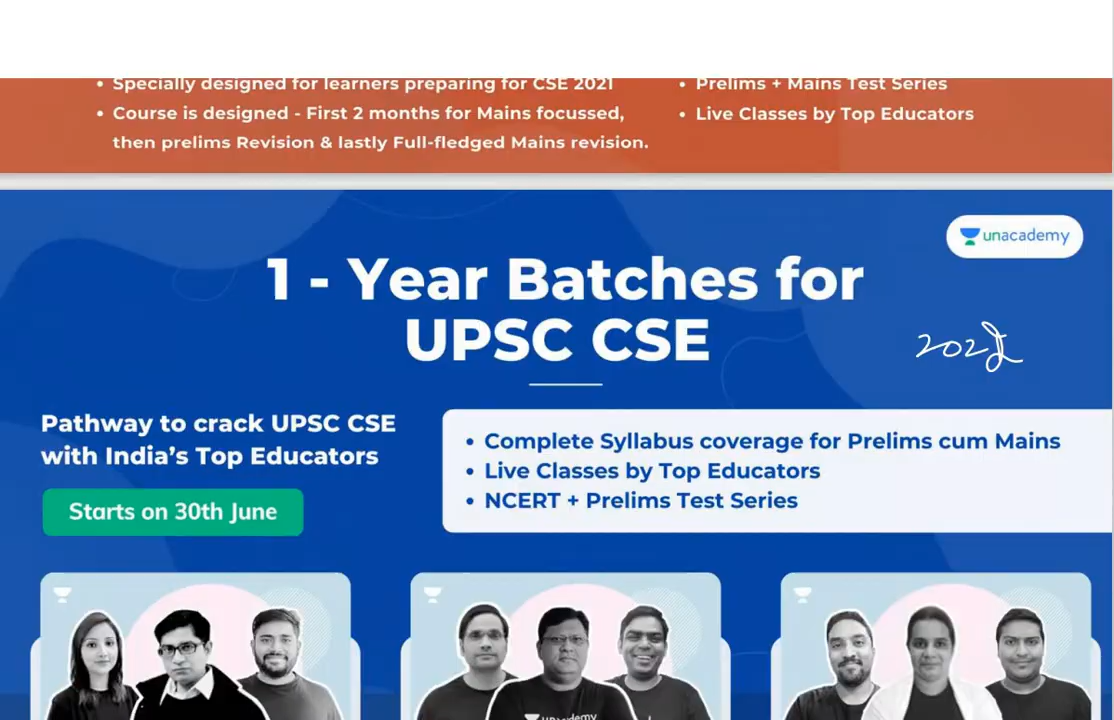 • Specially designed for learners preparing for CSE 2021
• Course is designed - First 2 months for Mains focussed,
then prelims Revision & lastly Full-fledged Mains revision.
• Prelims + Mains Test Series
• Live Classes by Top Educators
unacademy
1 - Year Batches for
UPSC CSE
Pathway to crack UPSC CSE
with India's Top Educators
Starts on 30th June
• Complete Syllabus coverage for Prelims cum Mains
• Live Classes by Top Educators
• NCERT + Prelims Test Series
unacademy